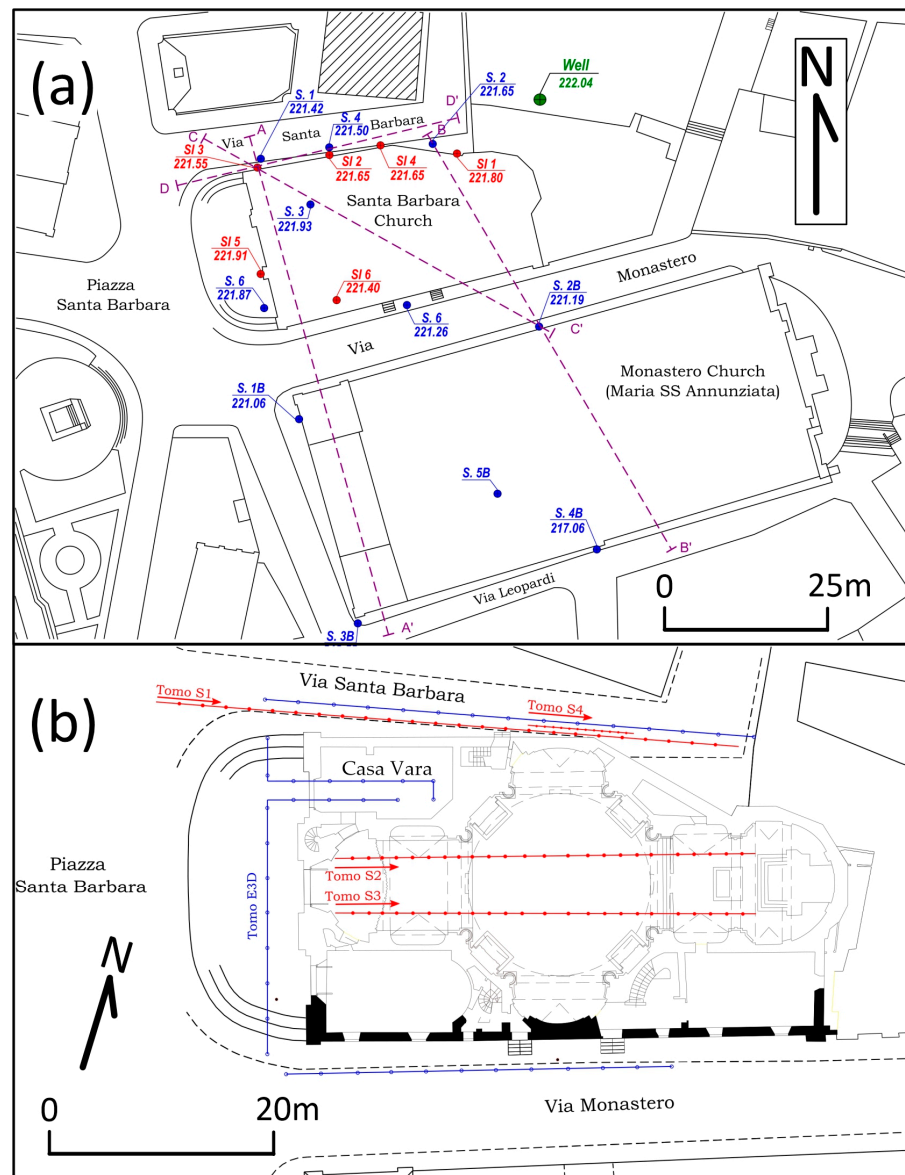 (a)
N
Well
222.04
S. 2
221.65
S. 1
221.42
S. 4
221.50
D'
B
C
A
Via Santa Barbara
SI 3
221.55
D
SI 2
221.65
SI 4
221.65
SI 1
221.80
S. 3
221.93
Santa Barbara
Church
SI 5
221.91
SI 6
221.40
S. 6
221.87
Piazza
Santa Barbara
S. 6
221.26
Via Monastero
S. 2B
221.19
C'
Monastero Church
(Maria SS Annunziata)
S. 1B
221.06
S. 5B
S. 4B
217.06
B'
Via Leopardi
0 25m
S. 3B
A'
(b)
Via Santa Barbara
Tomo S1
Tomo S4
Casa Vara
Piazza
Santa Barbara
Tomo E3D
Tomo S2
Tomo S3
N
0 20m
Via Monastero